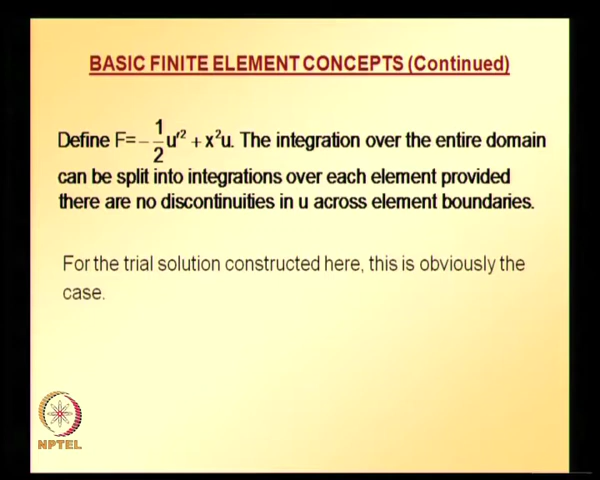 BASIC FINITE ELEMENT CONCEPTS (Continued)
Define F=-\frac{1}{2}u'^2 + x^2u. The integration over the entire domain
can be split into integrations over each element provided
there are no discontinuities in u across element boundaries.
For the trial solution constructed here, this is obviously the
case.
NPTEL